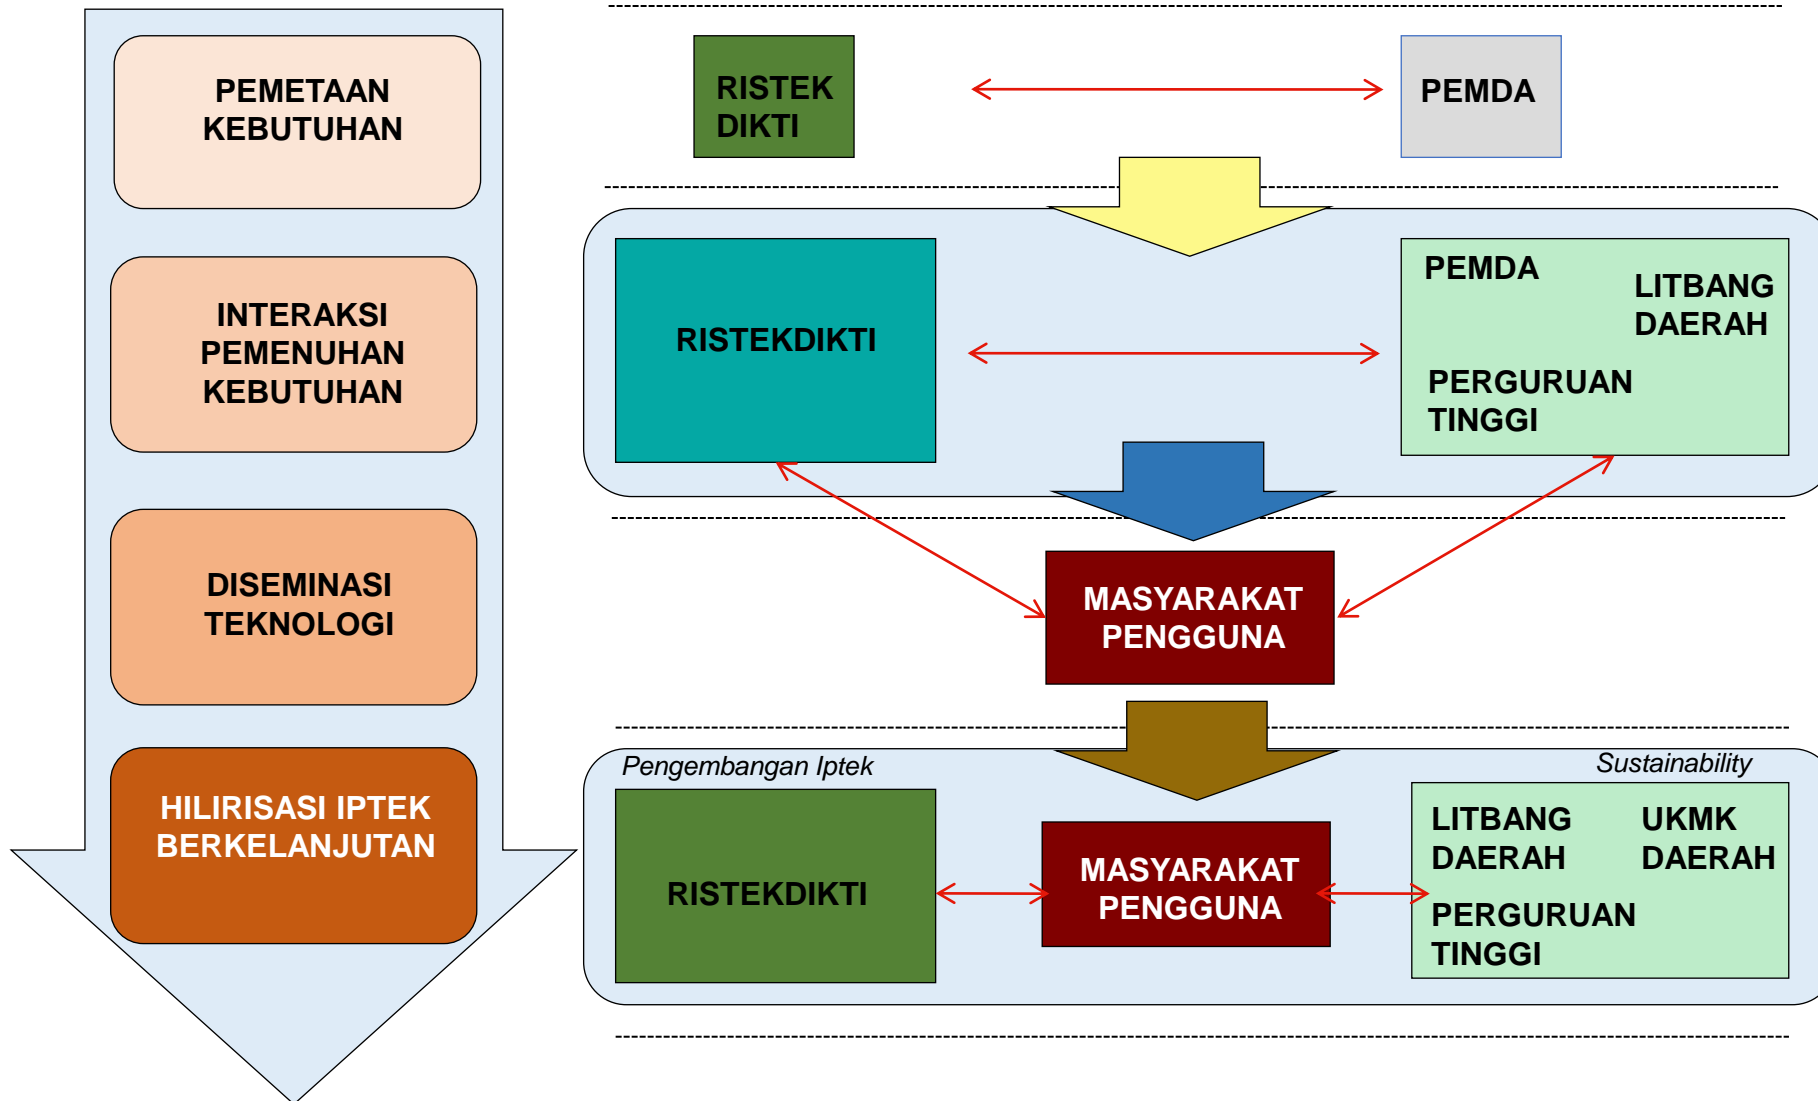 PEMETAAN
KEBUTUHAN
RISTEK
DIKTI
PEMDA
INTERAKSI
PEMENUHAN
KEBUTUHAN
RISTEKDIKTI
PEMDA
LITBANG
DAERAH
PERGURUAN
TINGGI
DISEMINASI
TEKNOLOGI
MASYARAKAT
PENGGUNA
HILIRISASI IPTEK
BERKELANJUTAN
Pengembangan Iptek
Sustainability
RISTEKDIKTI
MASYARAKAT
PENGGUNA
LITBANG
DAERAH
UKMK
DAERAH
PERGURUAN
TINGGI